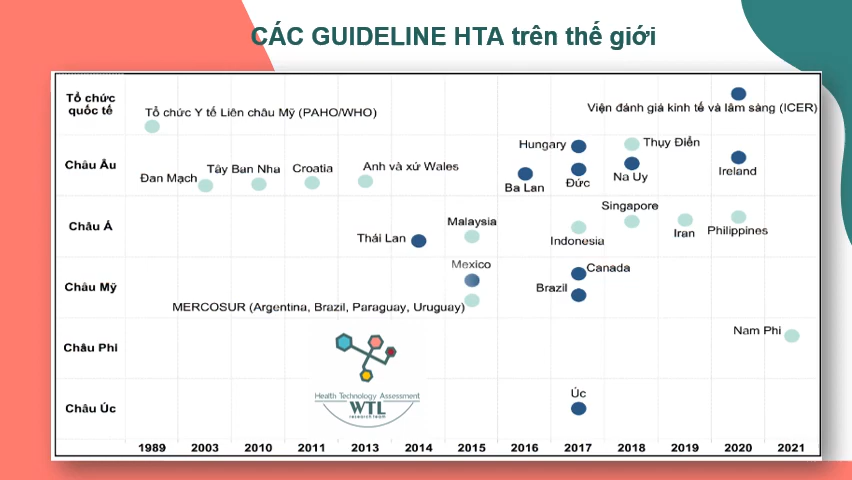 CÁC GUIDELINE HTA trên thế giới
Tổ chức
quốc tế
Tổ chức Y tế Liên châu Mỹ (PAHO/WHO)
Viện đánh giá kinh tế và lâm sàng (ICER)
Châu Âu
Đan Mạch
Tây Ban Nha
Croatia
Anh và xứ Wales
Ba Lan
Hungary
Đức
Thụy Điển
Na Uy
Ireland
Châu Á
Thái Lan
Malaysia
Indonesia
Singapore
Iran
Philippines
Châu Mỹ
Mexico
MERCOSUR (Argentina, Brazil, Paraguay, Uruguay)
Canada
Brazil
Châu Phi
Nam Phi
Health Technology Assessment
WTL
research team
Châu Úc
Úc
1989 2003 2010 2011 2013 2014 2015 2016 2017 2018 2019 2020 2021